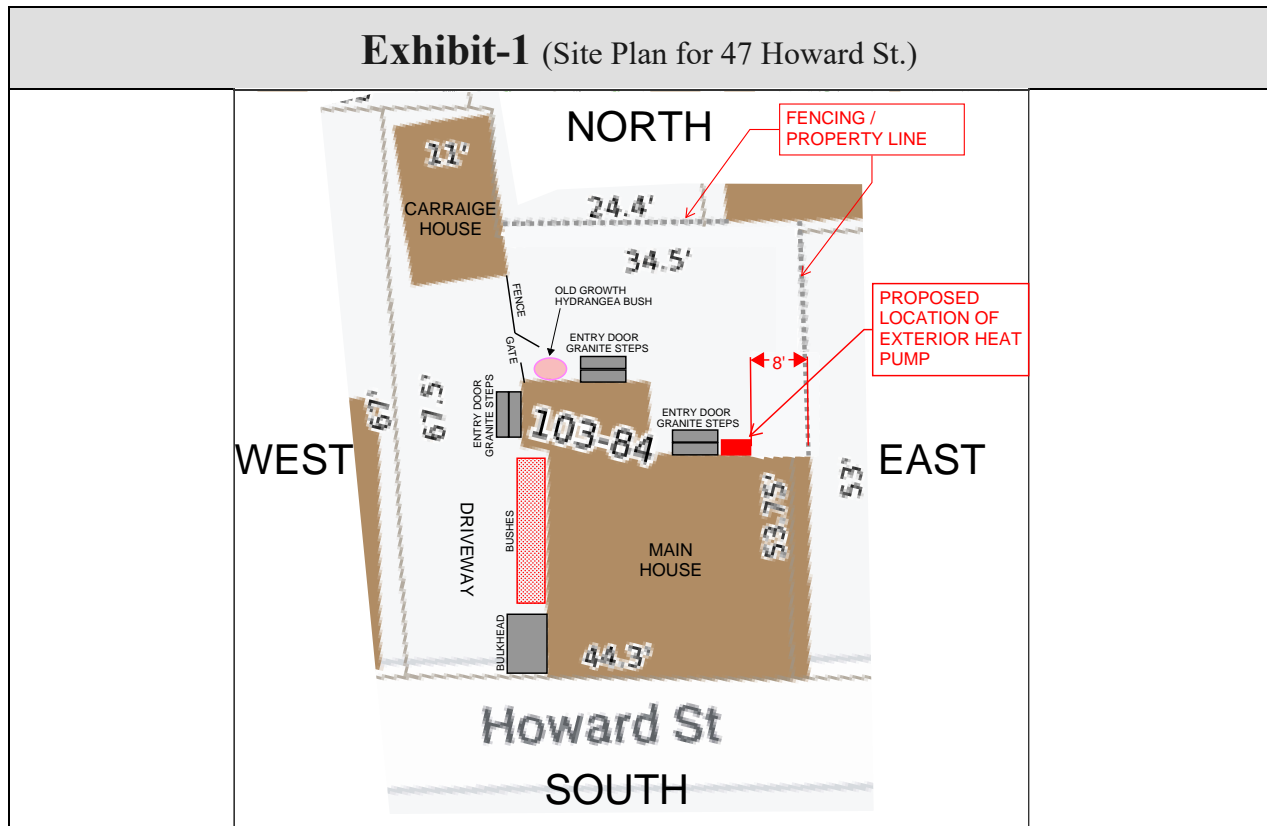 Exhibit-1 (Site Plan for 47 Howard St.)
NORTH
FENCING /
PROPERTY LINE
11'
CARRAIGE
HOUSE
24.4'
34.5'
FENCE
OLD GROWTH
HYDRANGEA BUSH
PROPOSED
LOCATION OF
EXTERIOR HEAT
PUMP
GATE
ENTRY DOOR
GRANITE STEPS
8'
ENTRY DOOR
GRANITE STEPS
67.5'
103-84
ENTRY DOOR
GRANITE STEPS
WEST
EAST
53'
53.75'
DRIVEWAY
BUSHES
MAIN
HOUSE
BULKHEAD
44.3'
Howard St
SOUTH